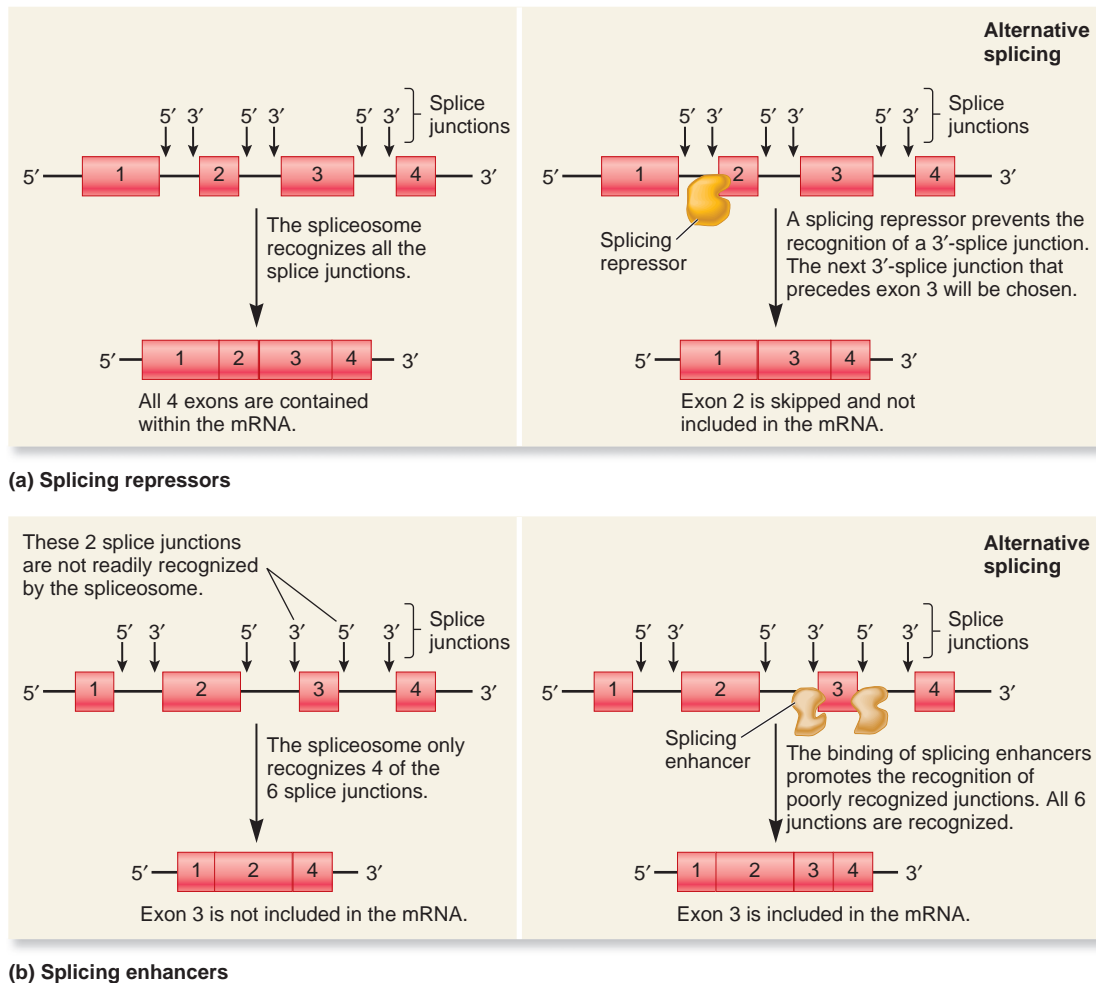 Alternative
splicing
5′ 3′ 5′ 3′ 5′ 3′ Splice
junctions
5′ 1 2 3 4 3′
The spliceosome
recognizes all the
splice junctions.
5′ 1 2 3 4 3′
All 4 exons are contained
within the mRNA.
5′ 3′ 5′ 3′ 5′ 3′ Splice
junctions
5′ 1 2 3 4 3′
Splicing
repressor
A splicing repressor prevents the
recognition of a 3′-splice junction.
The next 3′-splice junction that
precedes exon 3 will be chosen.
5′ 1 3 4 3′
Exon 2 is skipped and not
included in the mRNA.
(a) Splicing repressors
These 2 splice junctions
are not readily recognized
by the spliceosome.
5′ 3′ 5′ 3′ 5′ 3′ Splice
junctions
5′ 1 2 3 4 3′
The spliceosome only
recognizes 4 of the
6 splice junctions.
5′ 1 2 4 3′
Exon 3 is not included in the mRNA.
Alternative
splicing
5′ 3′ 5′ 3′ 5′ 3′ Splice
junctions
5′ 1 2 3 4 3′
Splicing
enhancer
The binding of splicing enhancers
promotes the recognition of
poorly recognized junctions. All 6
junctions are recognized.
5′ 1 2 3 4 3′
Exon 3 is included in the mRNA.
(b) Splicing enhancers